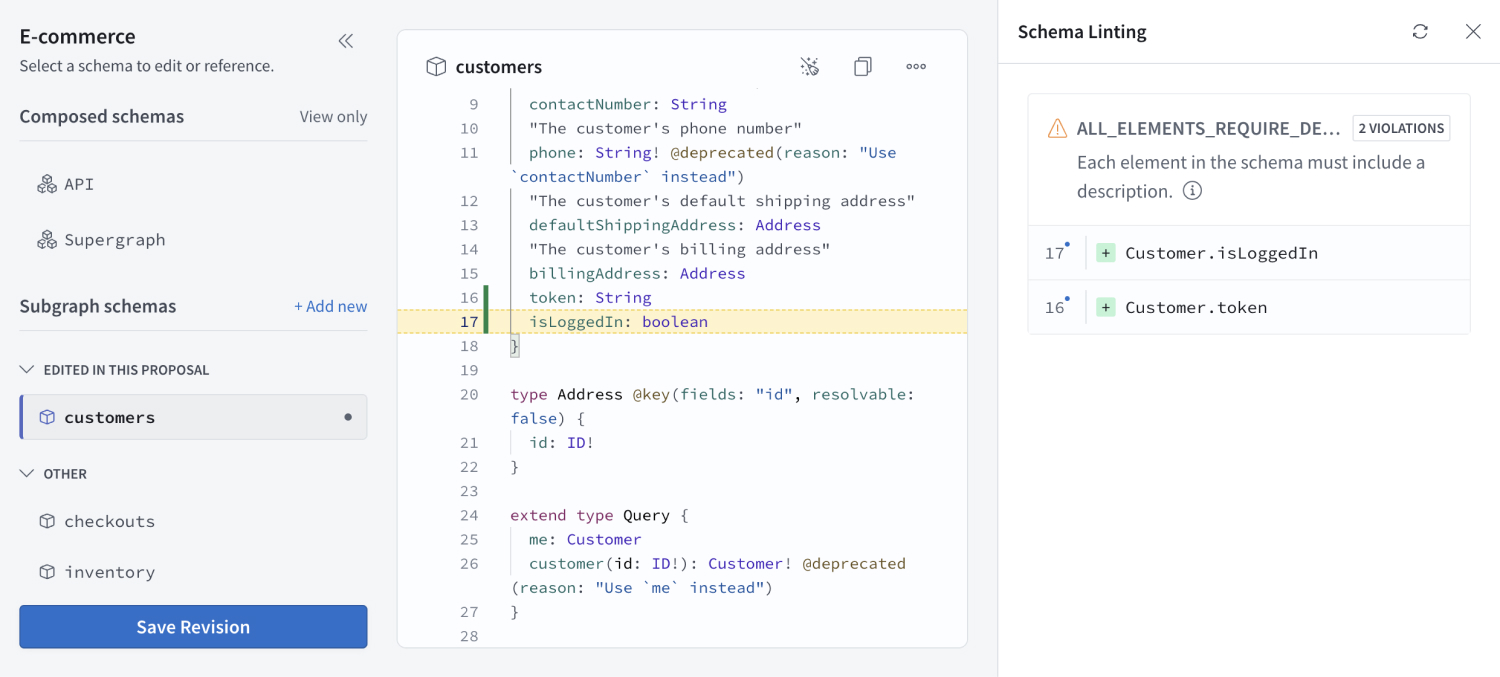 E-commerce
Select a schema to edit or reference.
Composed schemas View only
API
Supergraph
Subgraph schemas + Add new
EDITED IN THIS PROPOSAL
customers
OTHER
checkouts
inventory
Save Revision
customers
9 contactNumber: String
10 "The customer's phone number"
11 phone: String! @deprecated(reason: "Use
`contactNumber` instead")
12 "The customer's default shipping address"
13 defaultShippingAddress: Address
14 "The customer's billing address"
15 billingAddress: Address
16 token: String
17 isLoggedIn: boolean
18 }
19
20 type Address @key(fields: "id", resolvable:
false) {
21 id: ID!
22 }
23
24 extend type Query {
25 me: Customer
26 customer(id: ID!): Customer! @deprecated
(reason: "Use `me` instead")
27 }
28
Schema Linting
ALL_ELEMENTS_REQUIRE_DE... 2 VIOLATIONS
Each element in the schema must include a
description.
17 + Customer.isLoggedIn
16 + Customer.token